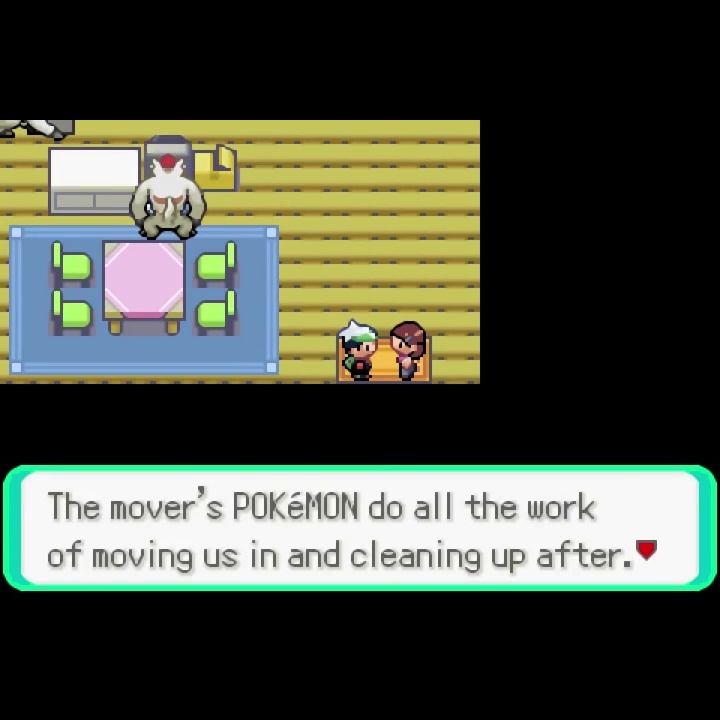 The mover's POKéMON do all the work
of moving us in and cleaning up after.